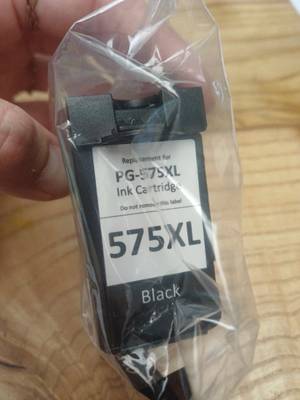 Replacement for
PG-575XL
Ink Cartridge
Do not remove this label
575XL
Black